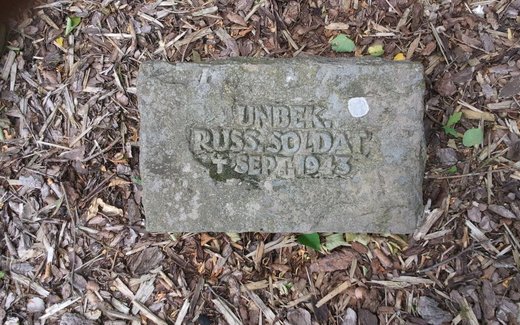 UNBEK.
RUSS. SOLDAT
† SEPT. 1943